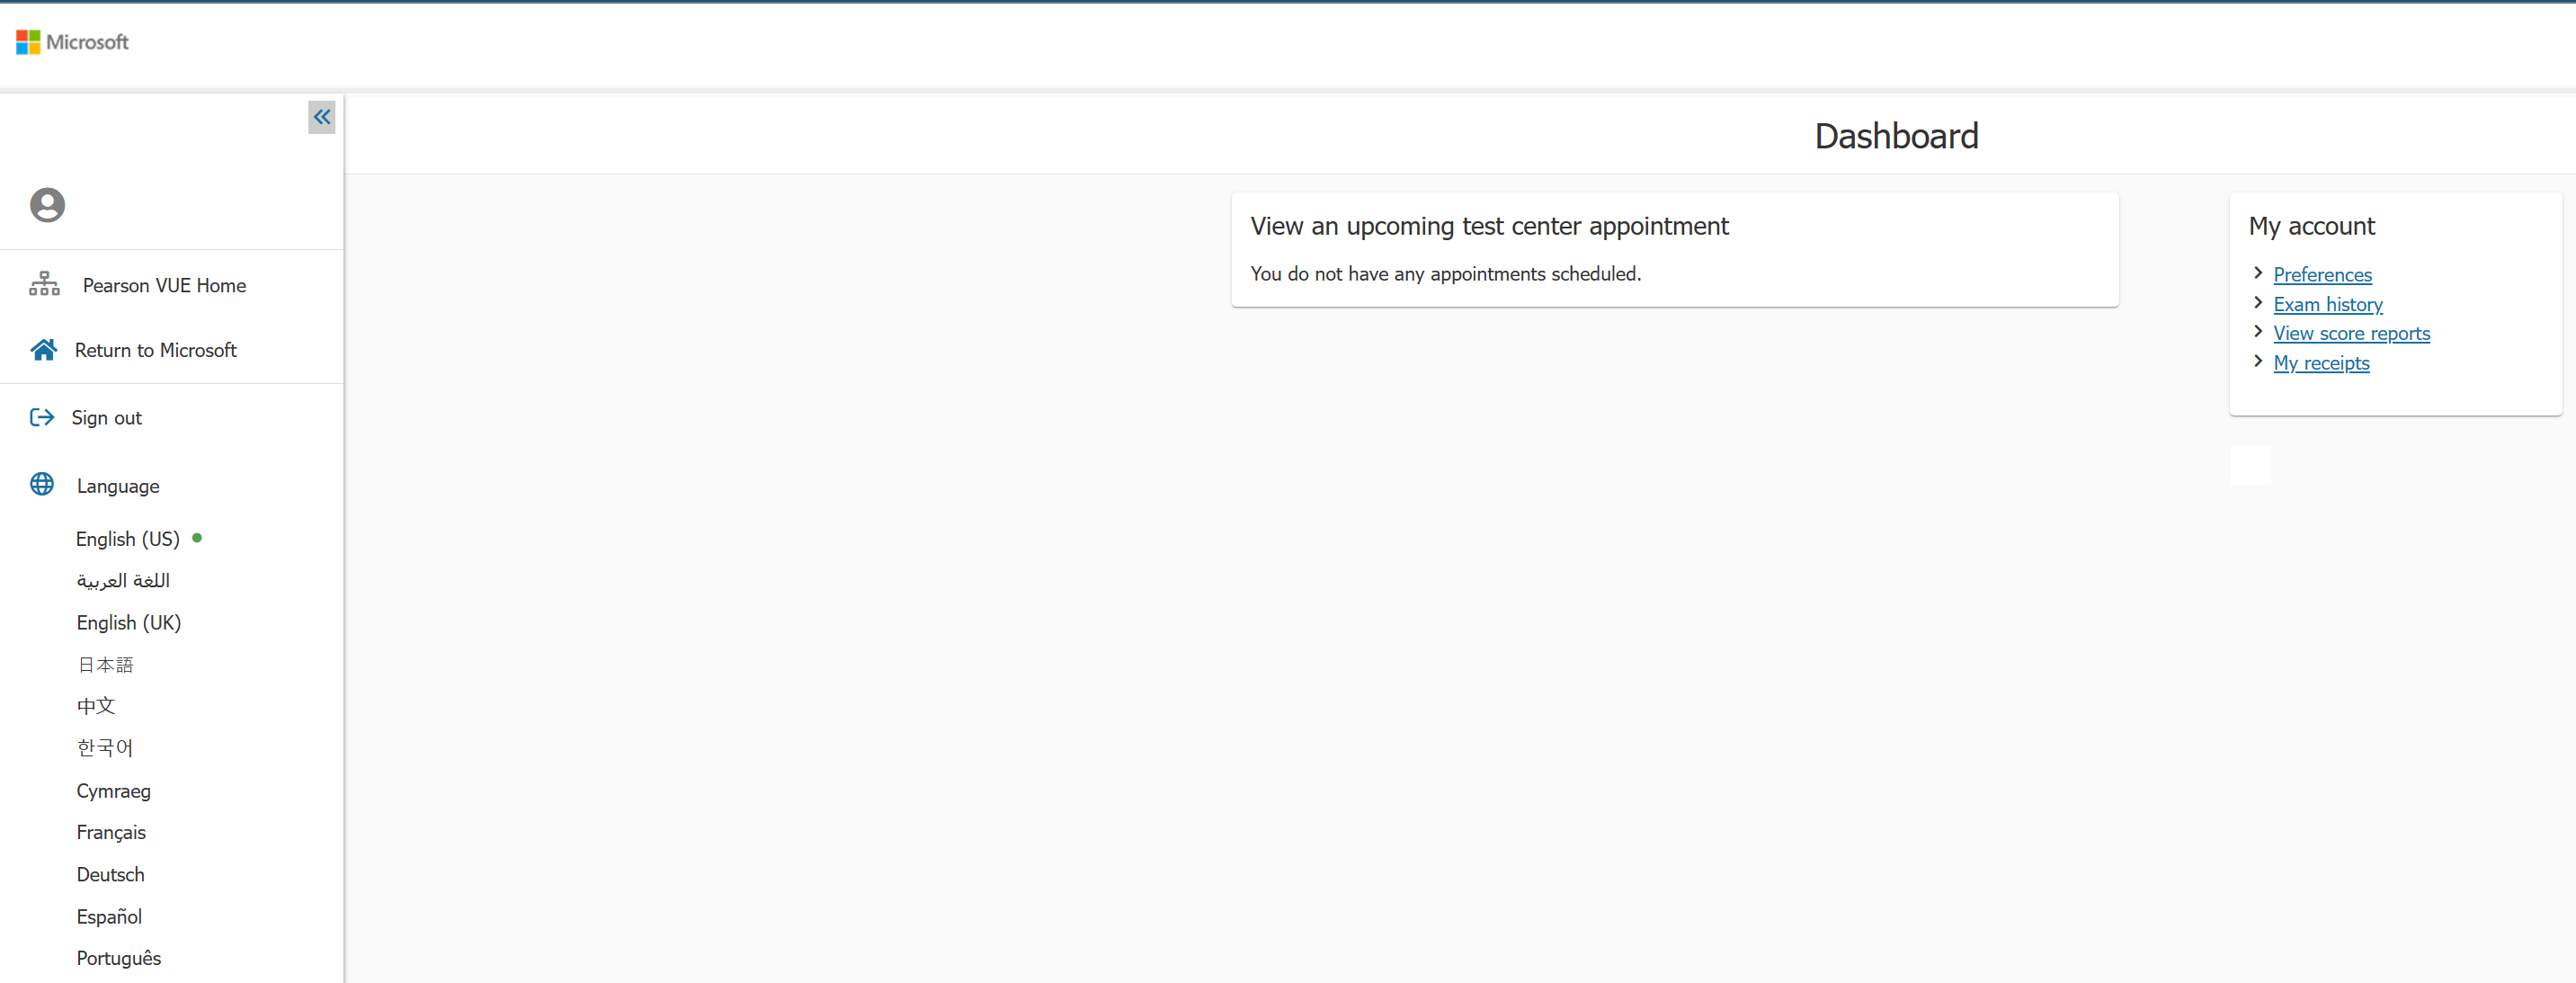 Microsoft
Dashboard
Pearson VUE Home
Return to Microsoft
Sign out
Language
English (US)
اللغة العربية
English (UK)
日本語
中文
한국어
Cymraeg
Français
Deutsch
Español
Português
View an upcoming test center appointment
You do not have any appointments scheduled.
My account
Preferences
Exam history
View score reports
My receipts